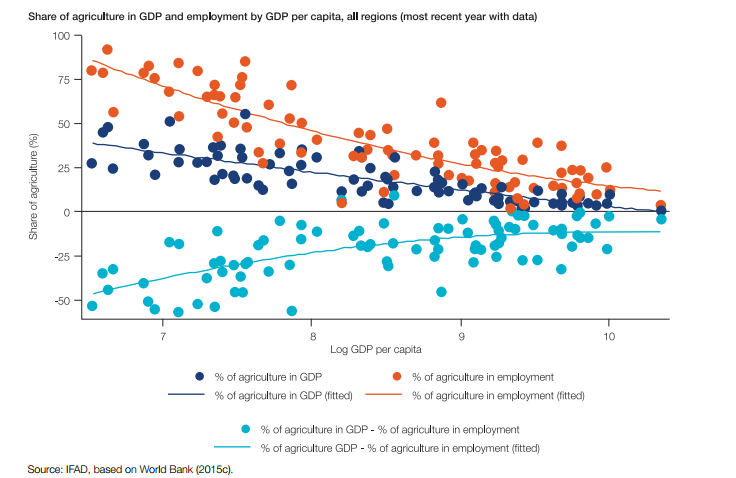 Share of agriculture in GDP and employment by GDP per capita, all regions (most recent year with data)
100
75
50
25
0
-25
-50
Share of agriculture (%)
7 8 9 10
Log GDP per capita
% of agriculture in GDP % of agriculture in employment
% of agriculture in GDP (fitted) % of agriculture in employment (fitted)
% of agriculture in GDP - % of agriculture in employment
% of agriculture GDP - % of agriculture in employment (fitted)
Source: IFAD, based on World Bank (2015c).